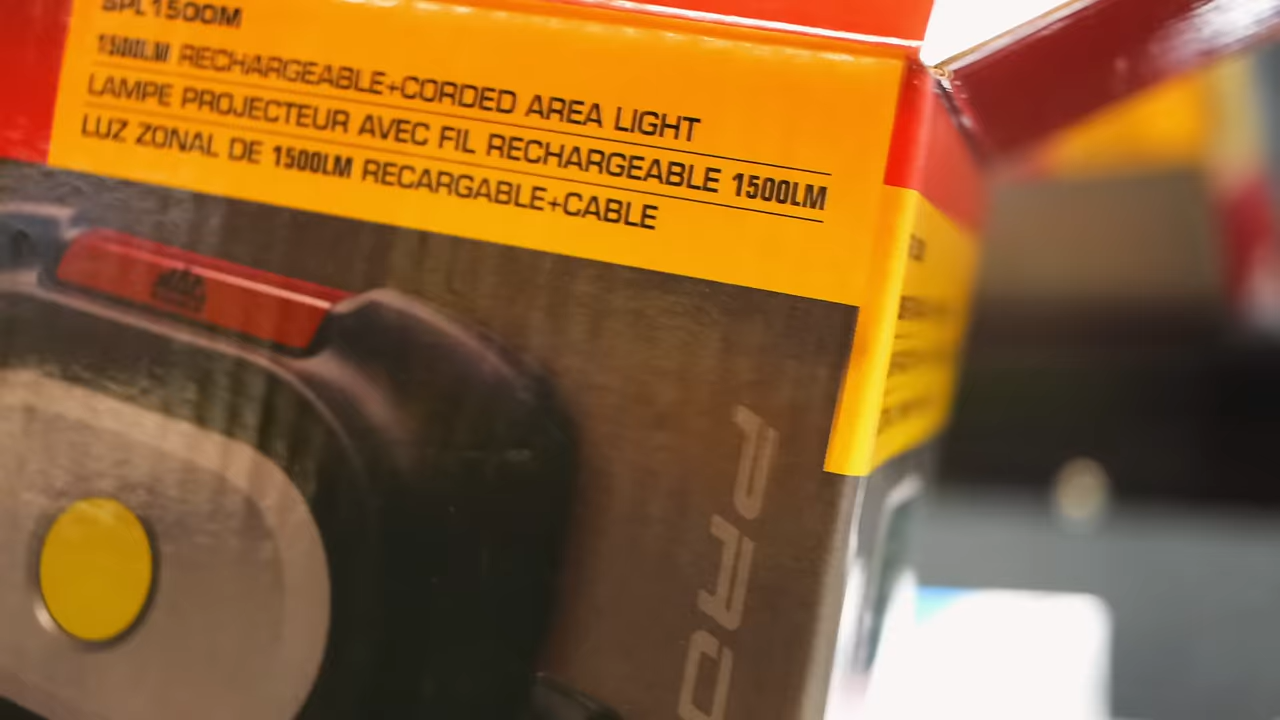 SPL1500M
1500LM RECHARGEABLE+CORDED AREA LIGHT
LAMPE PROJECTEUR AVEC FIL RECHARGEABLE 1500LM
LUZ ZONAL DE 1500LM RECARGABLE+CABLE
PRO